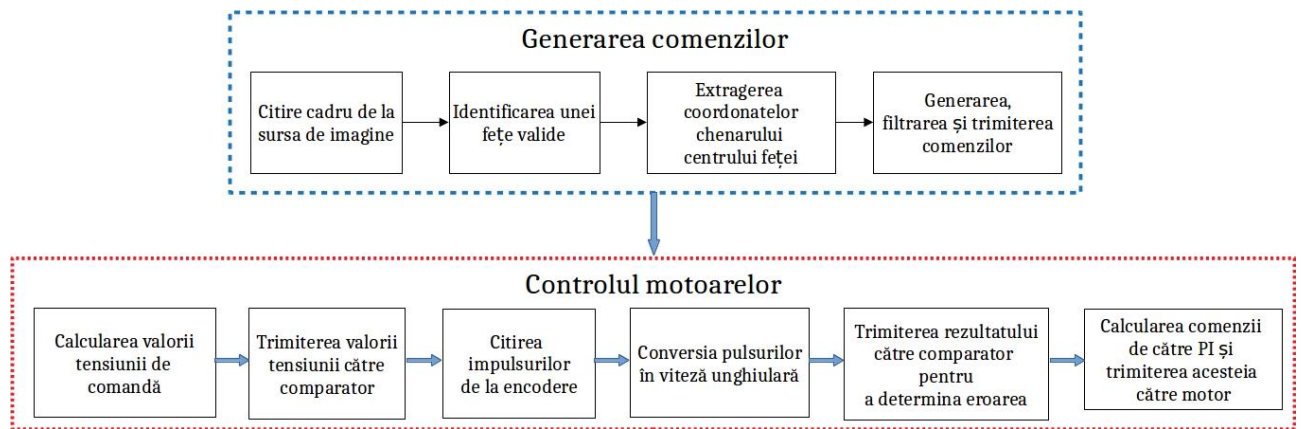 Generarea comenzilor
Citire cadru de la
sursa de imagine
Identificarea unei
fețe valide
Extragerea
coordonatelor
chenarului
centrului feței
Generarea,
filtrarea și trimiterea
comenzilor
Controlul motoarelor
Calcularea valorii
tensiunii de
comandă
Trimiterea valorii
tensiunii către
comparator
Citirea
impulsurilor
de la encodere
Conversia pulsurilor
în viteză unghiulară
Trimiterea rezultatului
către comparator
pentru
a determina eroarea
Calcularea comenzii
de către PI și
trimiterea acesteia
către motor